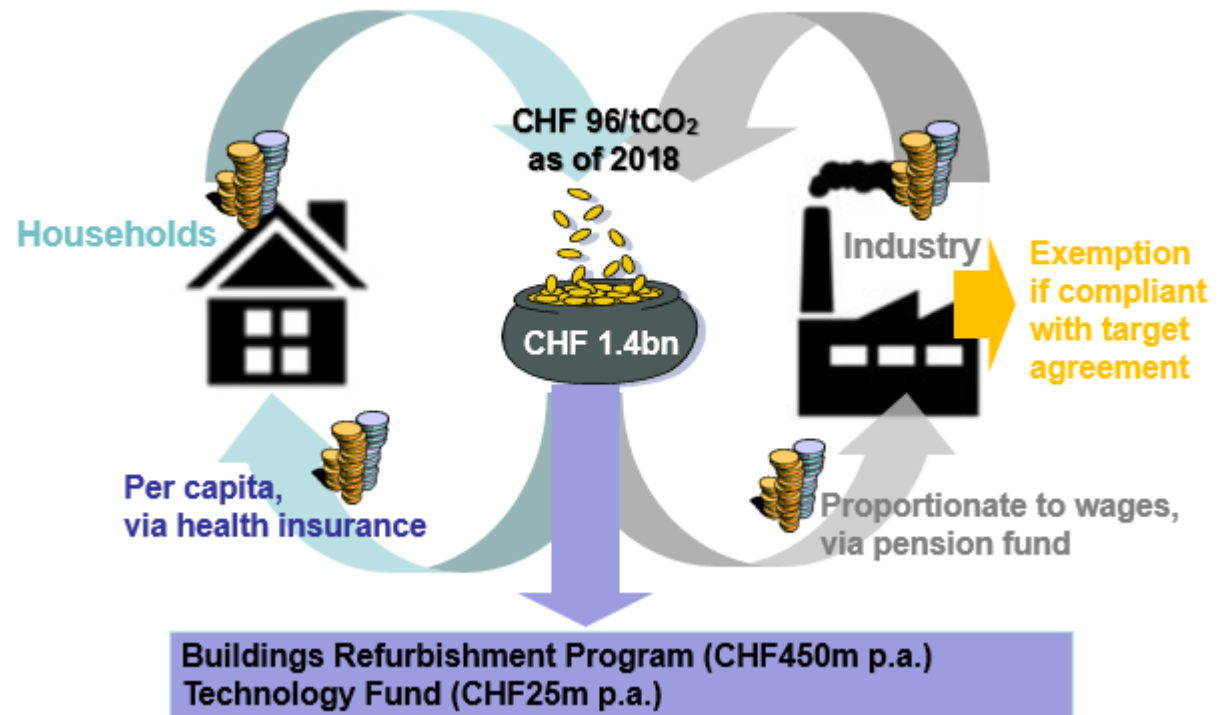 CHF 96/tCO₂
as of 2018
Households
Industry
Exemption
if compliant
with target
agreement
CHF 1.4bn
Per capita,
via health insurance
Proportionate to wages,
via pension fund
Buildings Refurbishment Program (CHF450m p.a.)
Technology Fund (CHF25m p.a.)